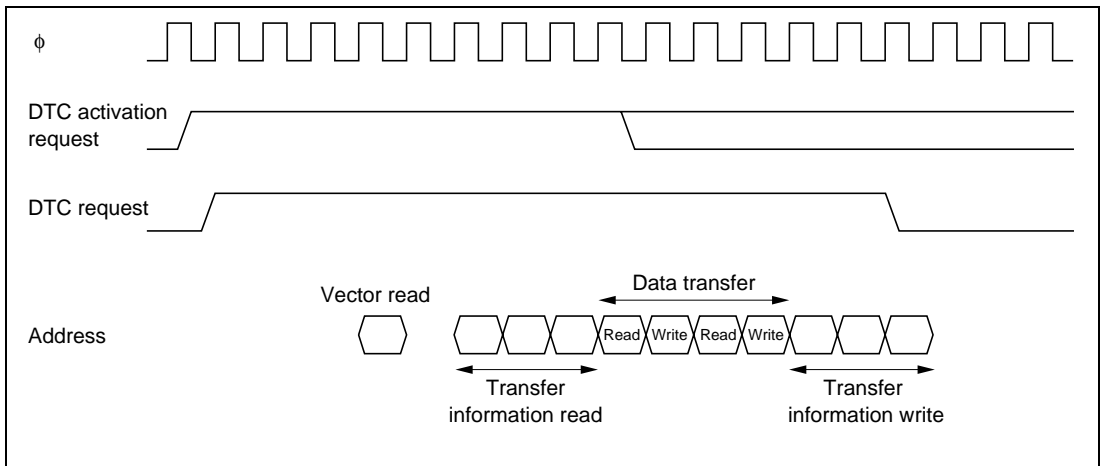 φ
DTC activation
request
DTC request
Data transfer
Vector read
Address
Read Write Read Write
Transfer
information read
Transfer
information write